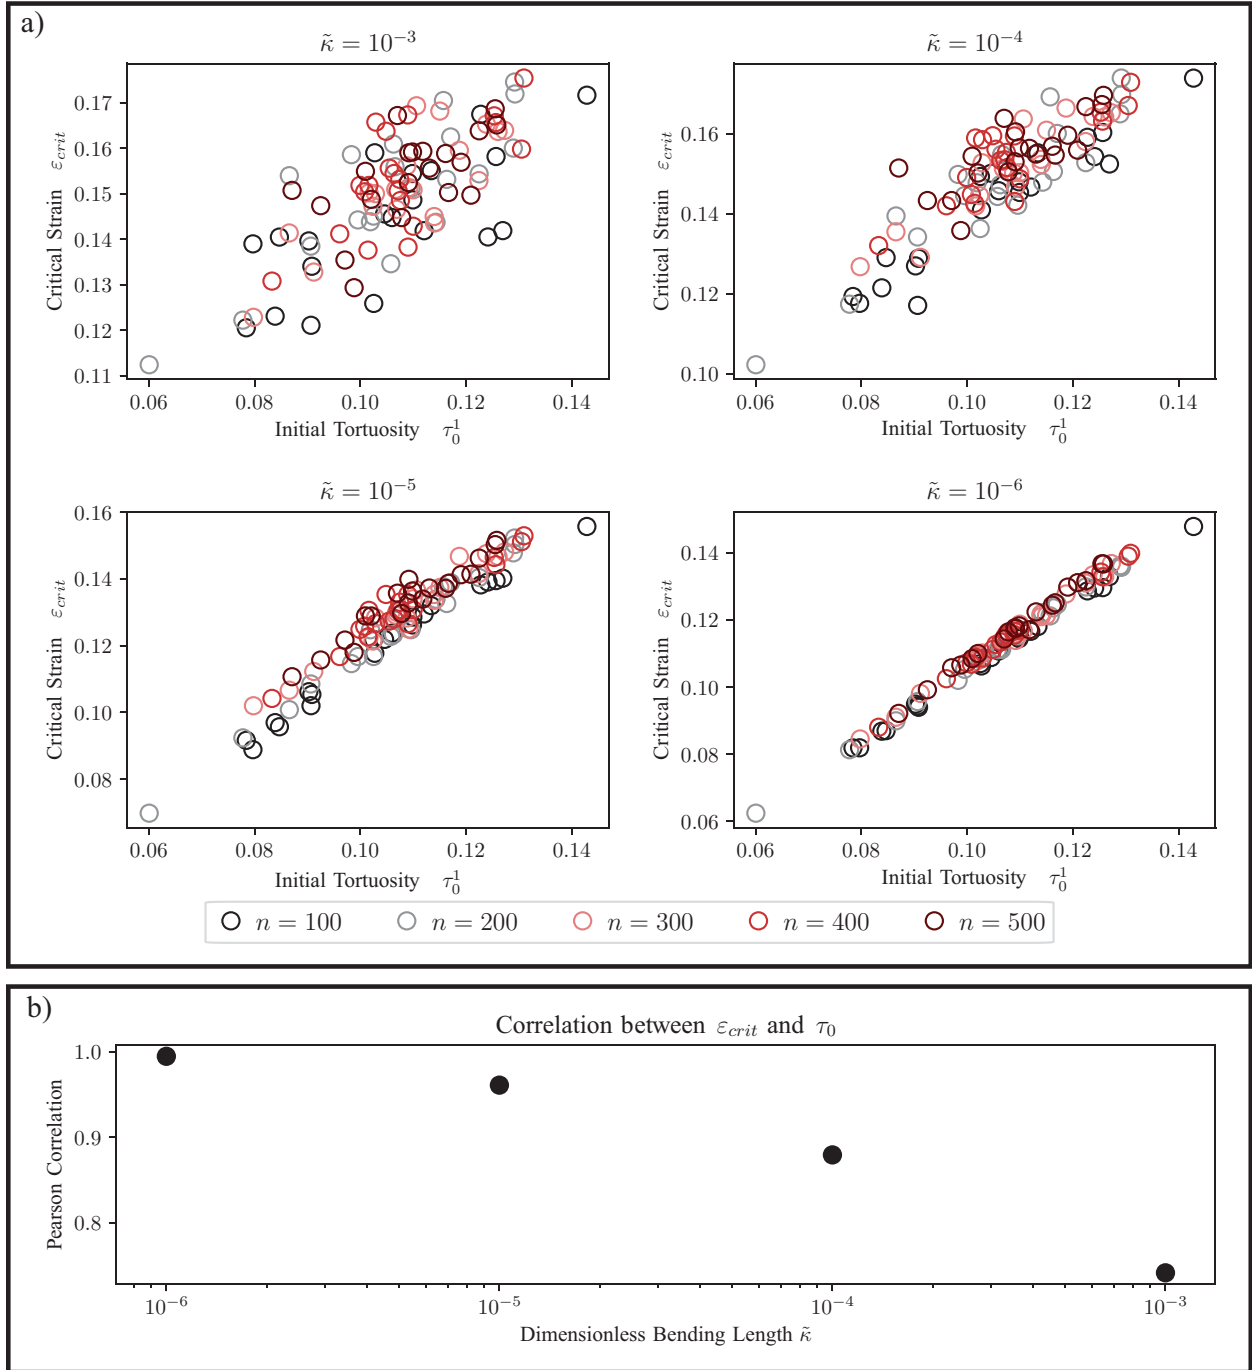 a)
κ̃ = 10⁻³
κ̃ = 10⁻⁴
Critical Strain ε_crit
0.17
0.16
0.15
0.14
0.13
0.12
0.11
0.06 0.08 0.10 0.12 0.14
Initial Tortuosity τ₀¹
Critical Strain ε_crit
0.16
0.14
0.12
0.10
0.06 0.08 0.10 0.12 0.14
Initial Tortuosity τ₀¹
κ̃ = 10⁻⁵
κ̃ = 10⁻⁶
Critical Strain ε_crit
0.16
0.14
0.12
0.10
0.08
0.06 0.08 0.10 0.12 0.14
Initial Tortuosity τ₀¹
Critical Strain ε_crit
0.14
0.12
0.10
0.08
0.06
0.06 0.08 0.10 0.12 0.14
Initial Tortuosity τ₀¹
n = 100 n = 200 n = 300 n = 400 n = 500
b)
Correlation between ε_crit and τ₀
Pearson Correlation
1.0
0.9
0.8
10⁻⁶ 10⁻⁵ 10⁻⁴ 10⁻³
Dimensionless Bending Length κ̃